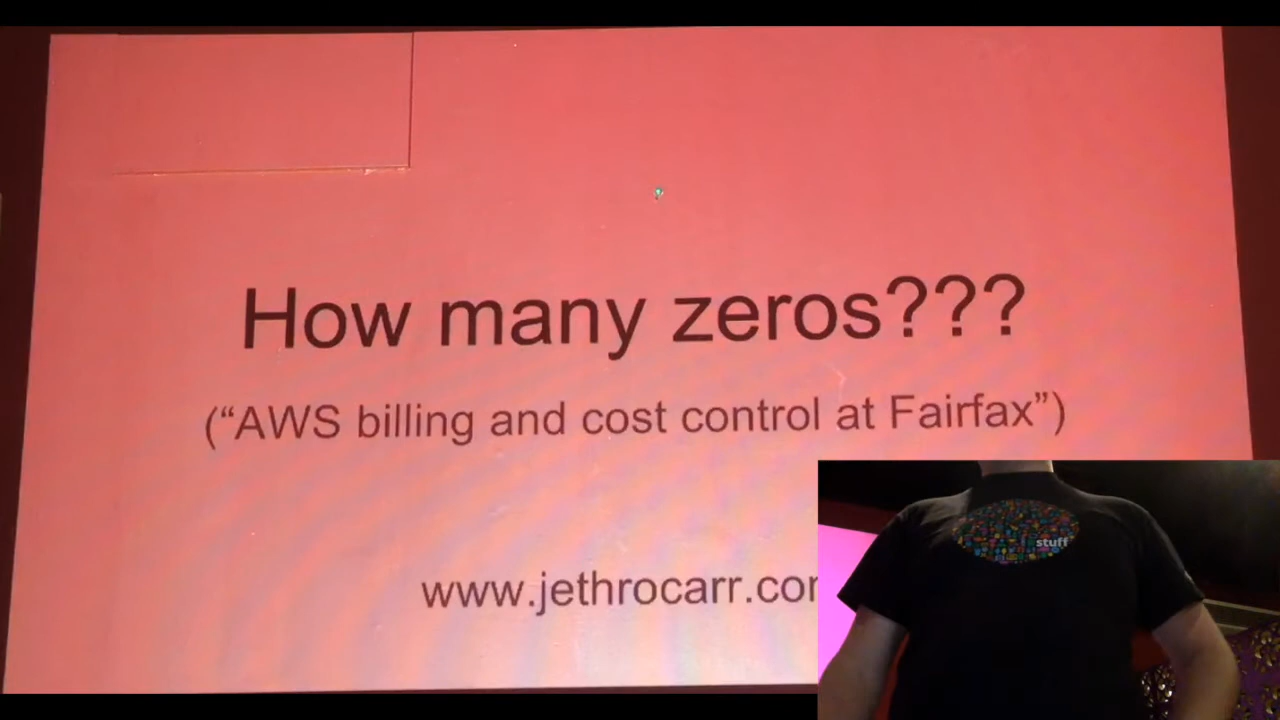 How many zeros???
(“AWS billing and cost control at Fairfax”)
www.jethrocarr.co
stuff